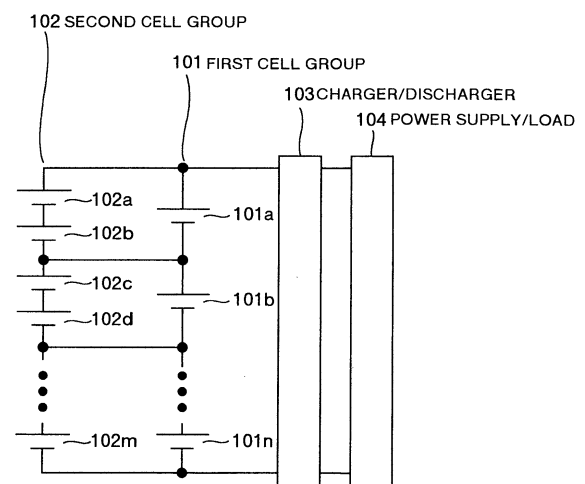 102 SECOND CELL GROUP
101 FIRST CELL GROUP
103 CHARGER/DISCHARGER
104 POWER SUPPLY/LOAD
102a
101a
102b
102c
101b
102d
102m
101n